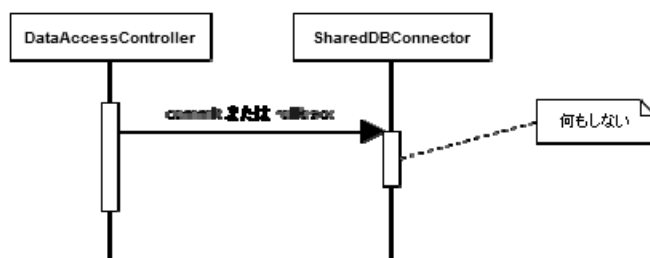 DataAccessController
SharedDBConnector
commit または rollback
何もしない